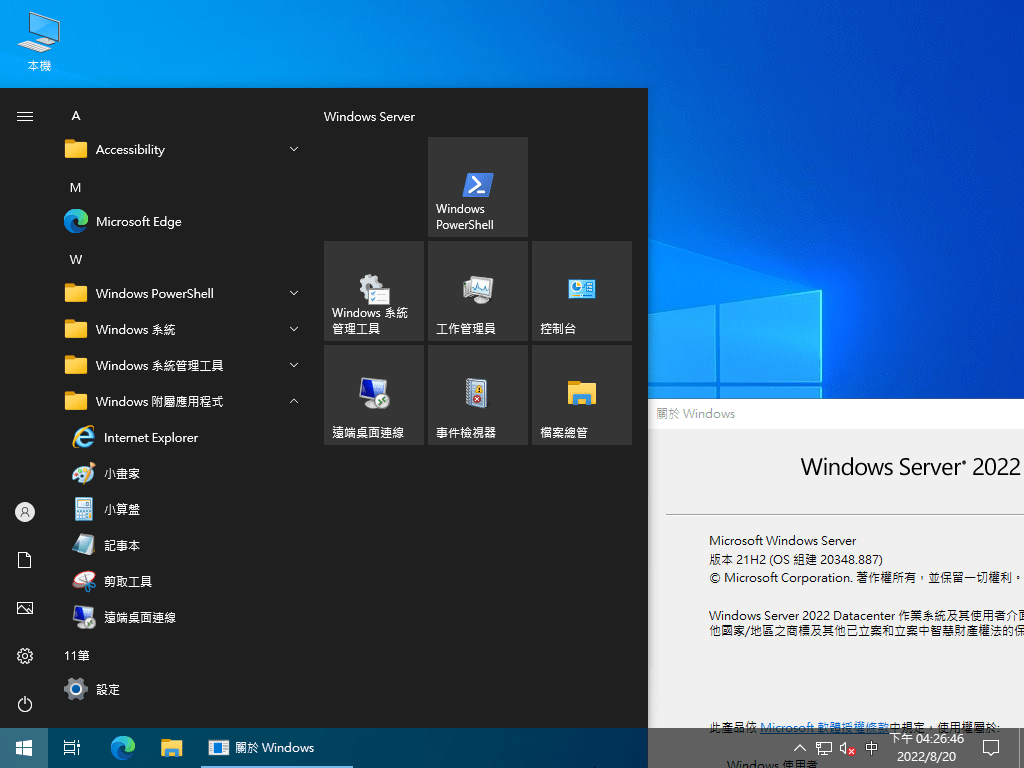 本機
A
Accessibility
M
Microsoft Edge
W
Windows PowerShell
Windows 系統
Windows 系統管理工具
Windows 附屬應用程式
Internet Explorer
小畫家
小算盤
記事本
剪取工具
遠端桌面連線
11筆
設定
Windows Server
Windows
PowerShell
Windows 系統
管理工具
工作管理員
控制台
遠端桌面連線
事件檢視器
檔案總管
關於 Windows
Windows Server® 2022
Microsoft Windows Server
版本 21H2 (OS 組建 20348.887)
© Microsoft Corporation. 著作權所有，並保留一切權利。
Windows Server 2022 Datacenter 作業系統及其使用者介面
他國家/地區之商標及其他已立案和立案中智慧財產權法的保
此產品依 Microsoft 軟體授權條款中規定，使用權屬於:
Windows 使用者
關於 Windows
中
下午 04:26:46
2022/8/20